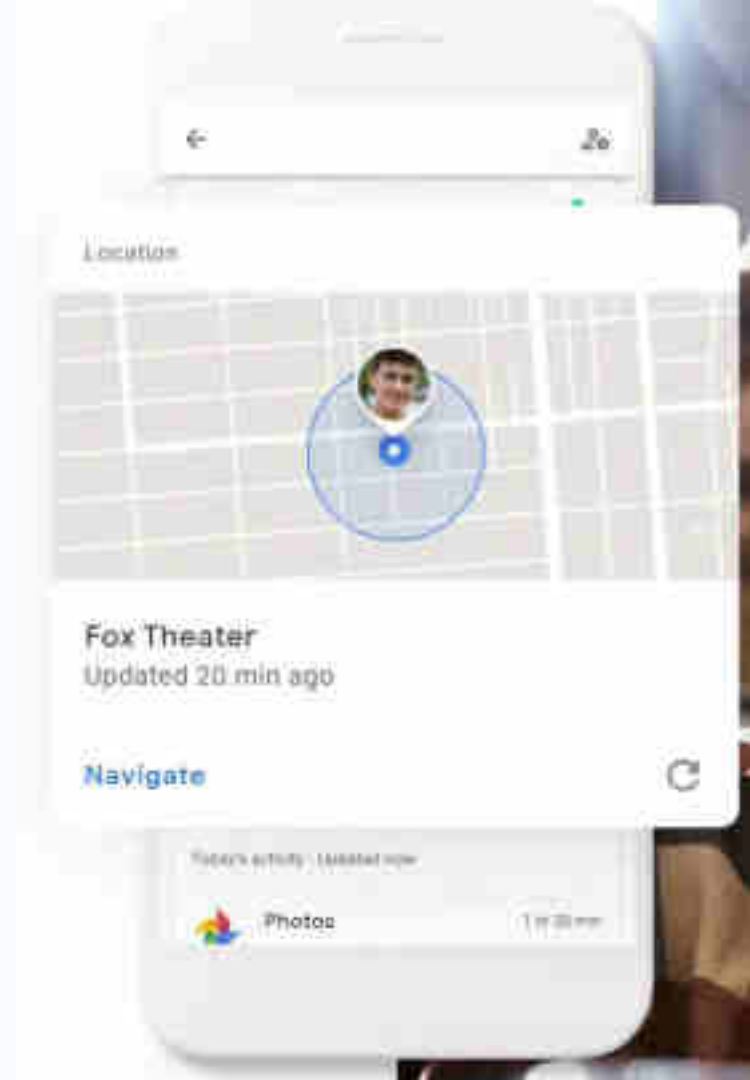 Location
Fox Theater
Updated 20 min ago
Navigate
Today's activity · Updated now
Photos